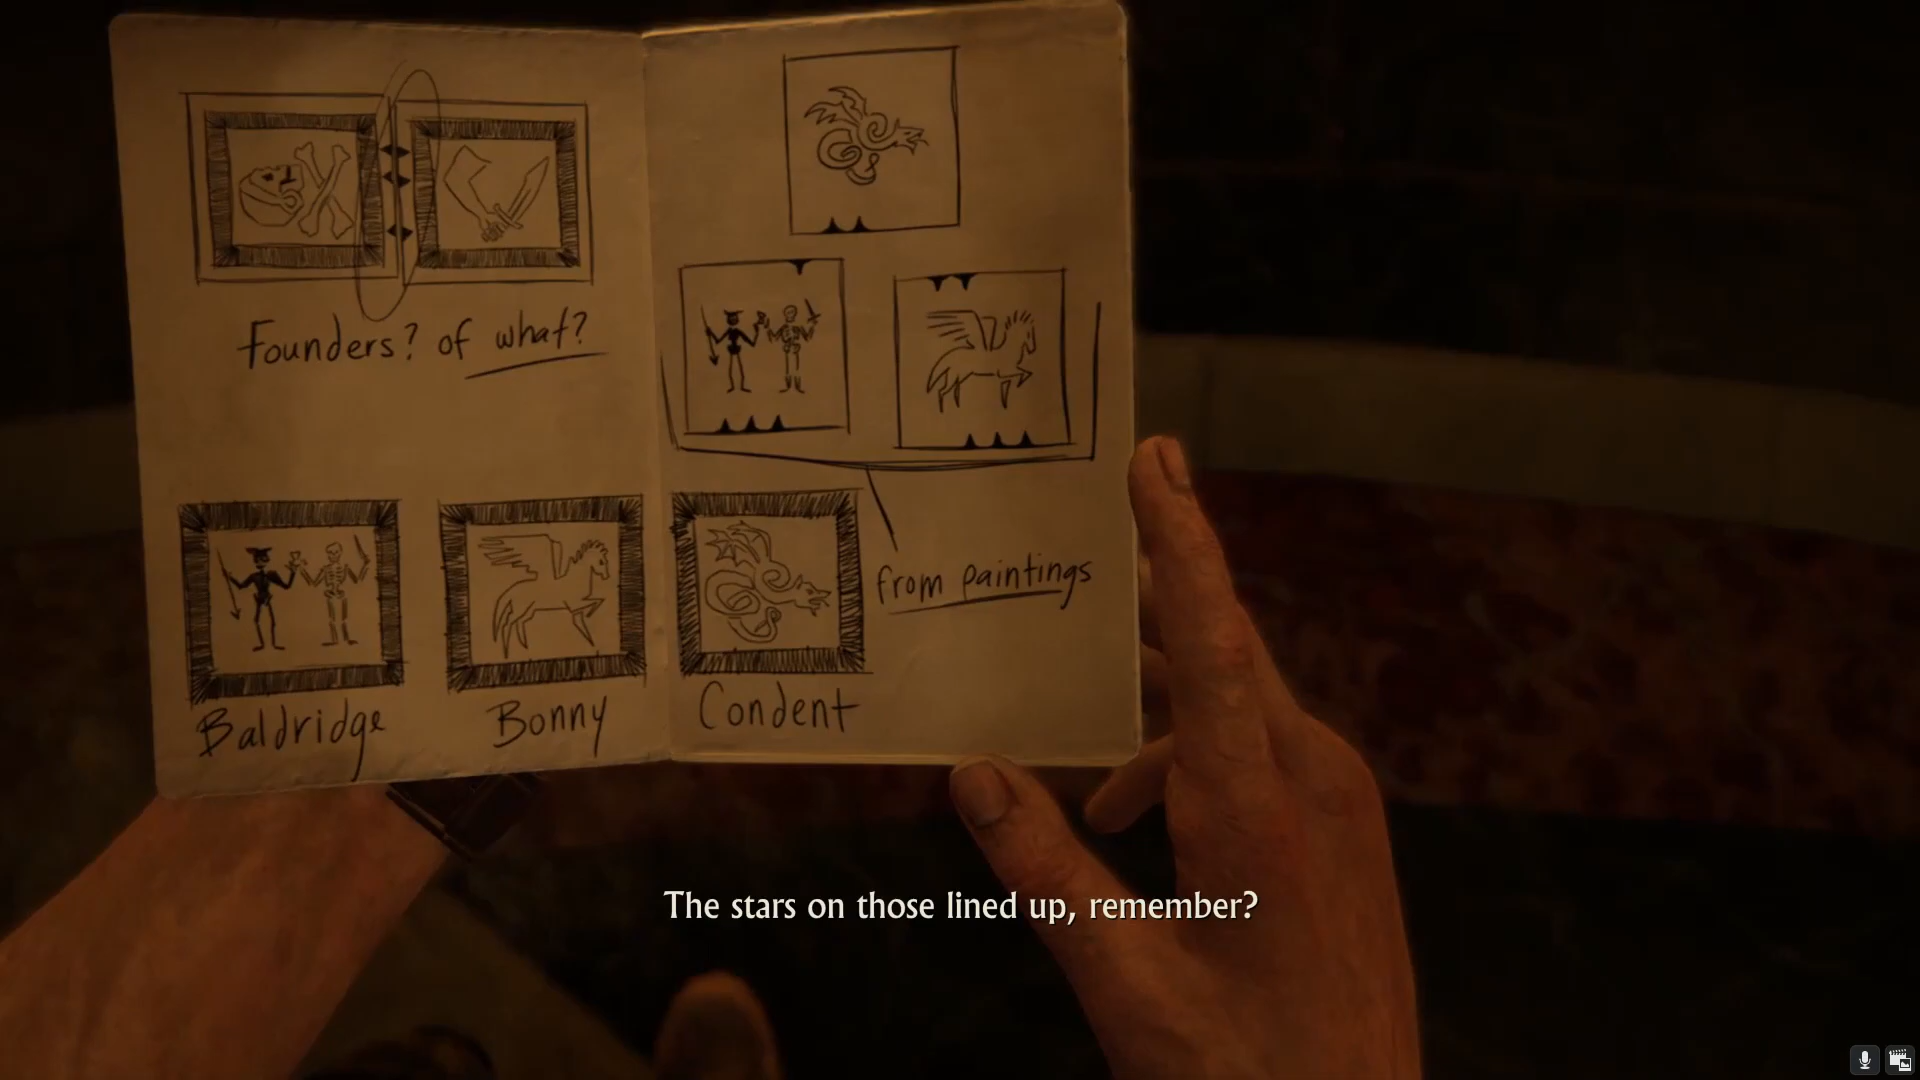 Founders? of what?
from paintings
Baldridge
Bonny
Condent
The stars on those lined up, remember?